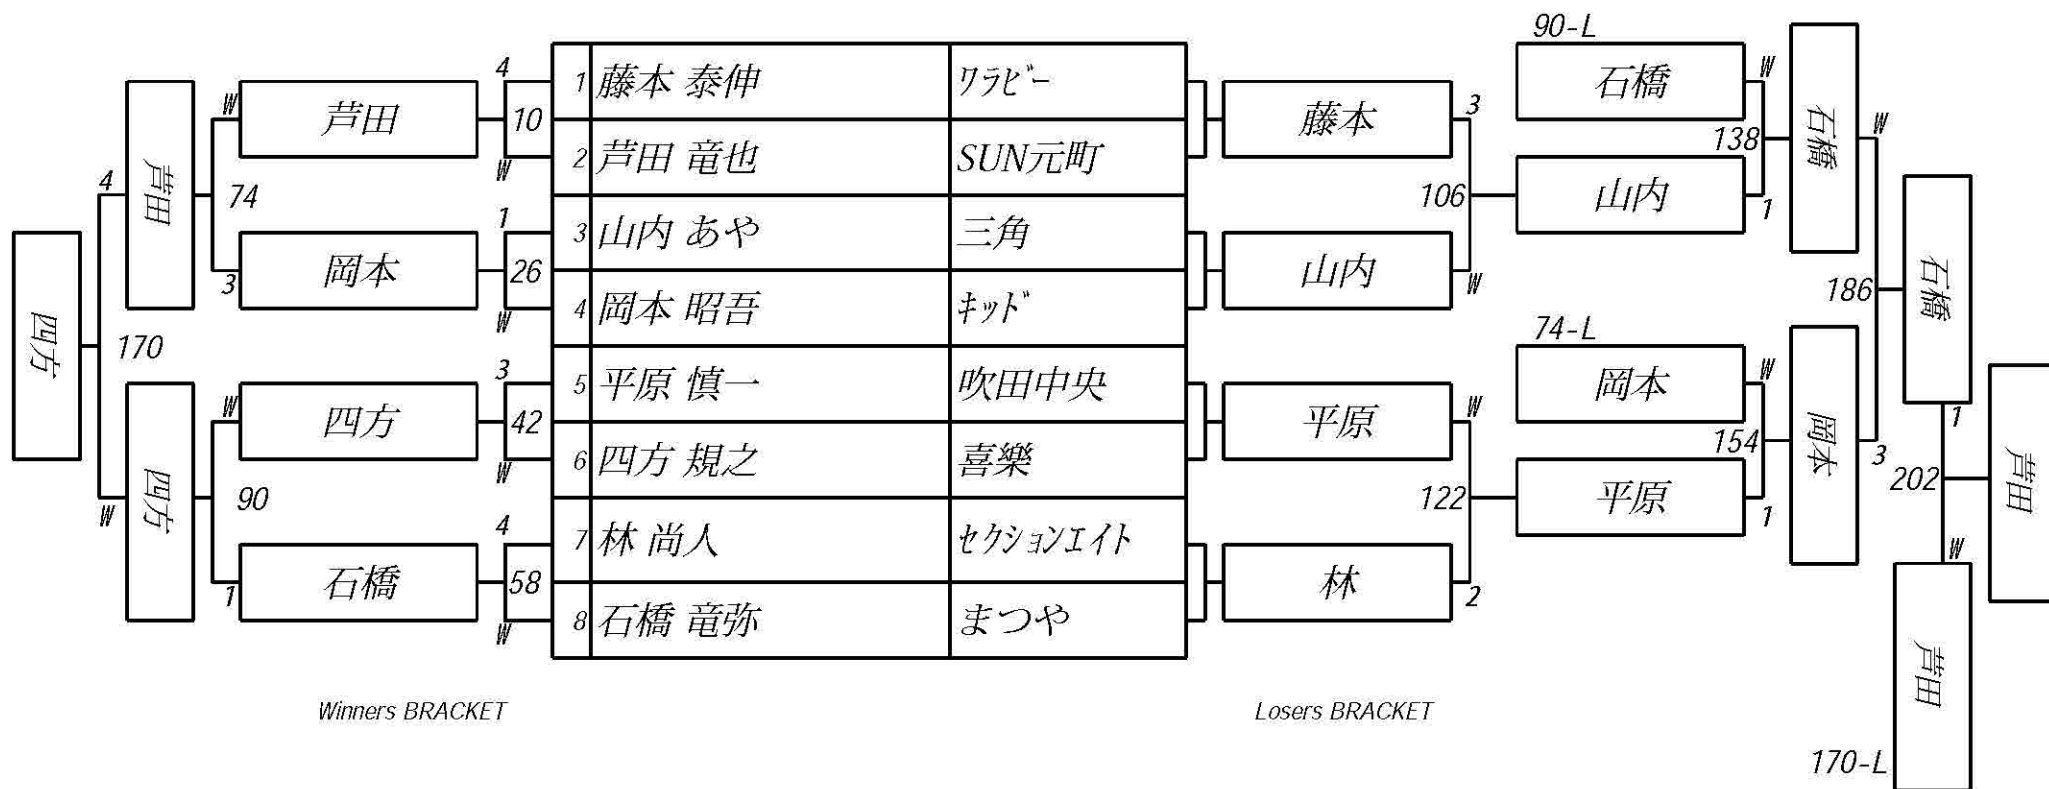 90-L
4
1 藤本 泰伸 ﾜﾗﾋﾞｰ
石橋
W
W
芦田
10
藤本
3
石橋
W
138
2 芦田 竜也 SUN元町
W
4
芦田
74
106
山内
1
1
3 山内 あや 三角
岡本
3
26
山内
W
石橋
186
4 岡本 昭吾 ｷｯﾄﾞ
W
四方
170
74-L
3
5 平原 慎一 吹田中央
岡本
W
W
四方
42
平原
W
1
154
岡本
3
芦田
6 四方 規之 喜樂
W
四方
W
90
122
平原
1
202
4
7 林 尚人 ｾｸｼｮﾝｴｲﾄ
W
石橋
1
58
林
2
8 石橋 竜弥 まつや
W
芦田
Winners BRACKET
Losers BRACKET
170-L